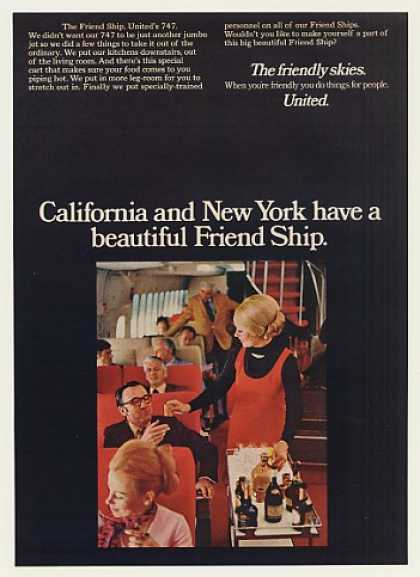 The Friend Ship. United's 747.
We didn't want our 747 to be just another jumbo
jet so we did a few things to take it out of the
ordinary. We put our kitchens downstairs, out
of the living room. And there's this special
cart that makes sure your food comes to you
piping hot. We put in more leg-room for you to
stretch out in. Finally we put specially-trained
personnel on all of our Friend Ships.
Wouldn't you like to make yourself a part of
this big beautiful Friend Ship?
The friendly skies.
When you're friendly you do things for people.
United.
California and New York have a
beautiful Friend Ship.